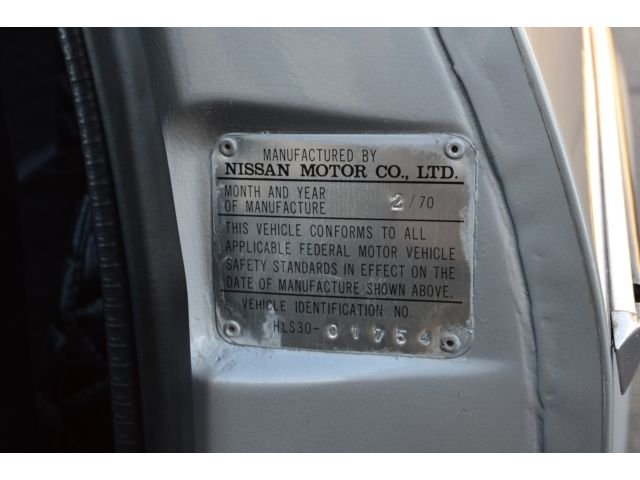 MANUFACTURED BY
NISSAN MOTOR CO., LTD.
MONTH AND YEAR
OF MANUFACTURE 2/70
THIS VEHICLE CONFORMS TO ALL
APPLICABLE FEDERAL MOTOR VEHICLE
SAFETY STANDARDS IN EFFECT ON THE
DATE OF MANUFACTURE SHOWN ABOVE.
VEHICLE IDENTIFICATION NO.
HLS30-01754